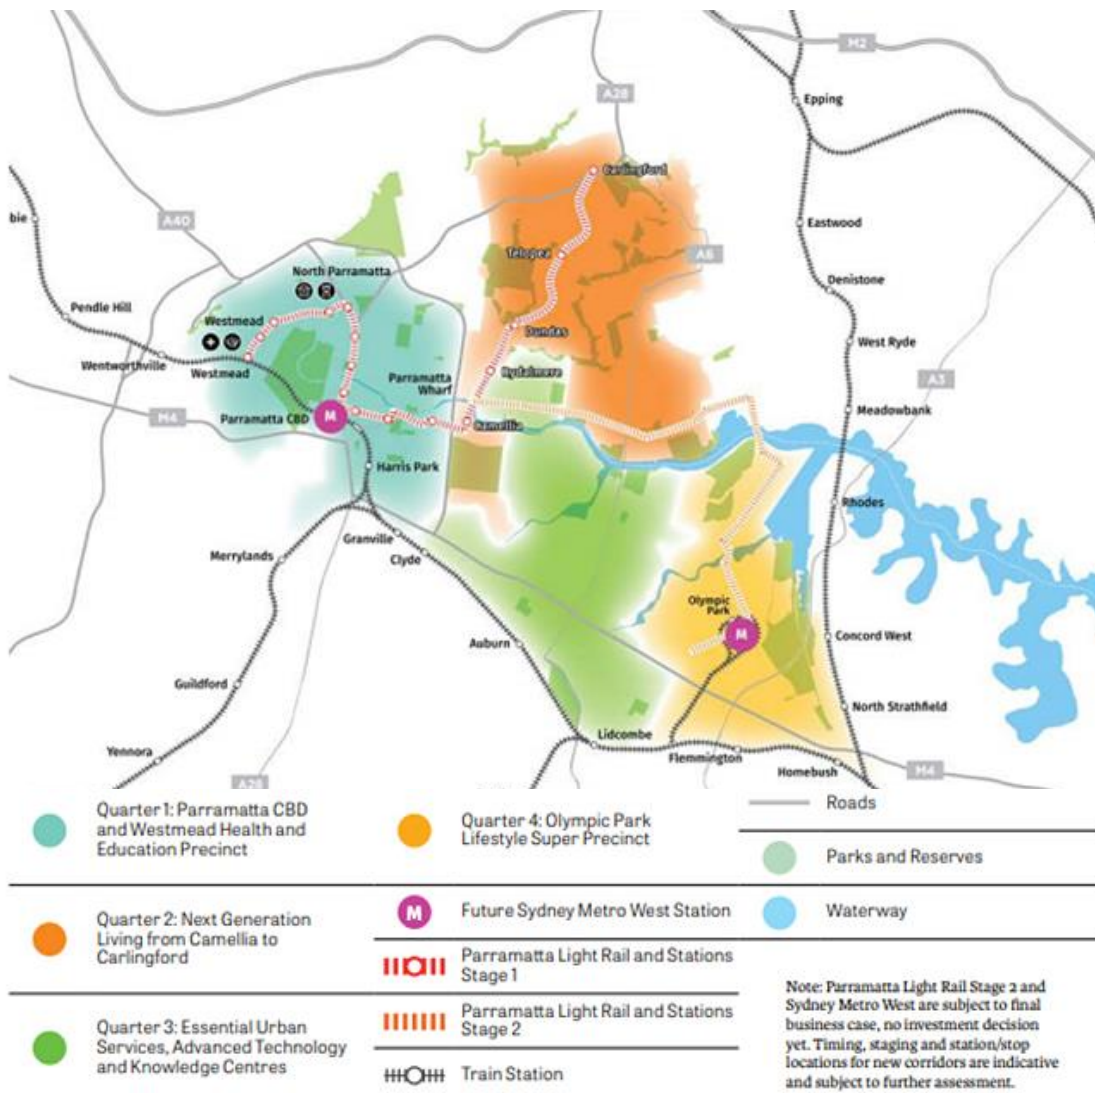 M2
A28
Epping
Carlingford
A40
bie
Eastwood
Telopea
A6
North Parramatta
Denistone
Pendle Hill
Westmead
Dundas
West Ryde
Wentworthville
Westmead
Rydalmere
A3
Parramatta
Wharf
Meadowbank
M4
Parramatta CBD
M
Camellia
Harris Park
Rhodes
Granville
Merrylands
Clyde
Olympic
Park
M
Auburn
Concord West
Guildford
North Strathfield
Lidcombe
Yennora
Flemmington
Homebush
M4
A28
Quarter 1: Parramatta CBD
and Westmead Health and
Education Precinct
Quarter 2: Next Generation
Living from Camellia to
Carlingford
Quarter 3: Essential Urban
Services, Advanced Technology
and Knowledge Centres
Quarter 4: Olympic Park
Lifestyle Super Precinct
M
Future Sydney Metro West Station
Parramatta Light Rail and Stations
Stage 1
Parramatta Light Rail and Stations
Stage 2
Train Station
Roads
Parks and Reserves
Waterway
Note: Parramatta Light Rail Stage 2 and
Sydney Metro West are subject to final
business case, no investment decision
yet. Timing, staging and station/stop
locations for new corridors are indicative
and subject to further assessment.